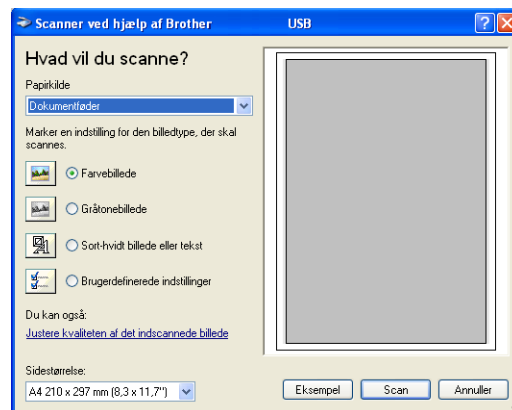 Scanner ved hjælp af Brother USB
Hvad vil du scanne?
Papirkilde
Dokumentføder
Marker en indstilling for den billedtype, der skal
scannes.
Farvebillede
Gråtonebillede
Sort-hvidt billede eller tekst
Brugerdefinerede indstillinger
Du kan også:
Justere kvaliteten af det indscannede billede
Sidestørrelse:
A4 210 x 297 mm (8,3 x 11,7")
Eksempel Scan Annuller